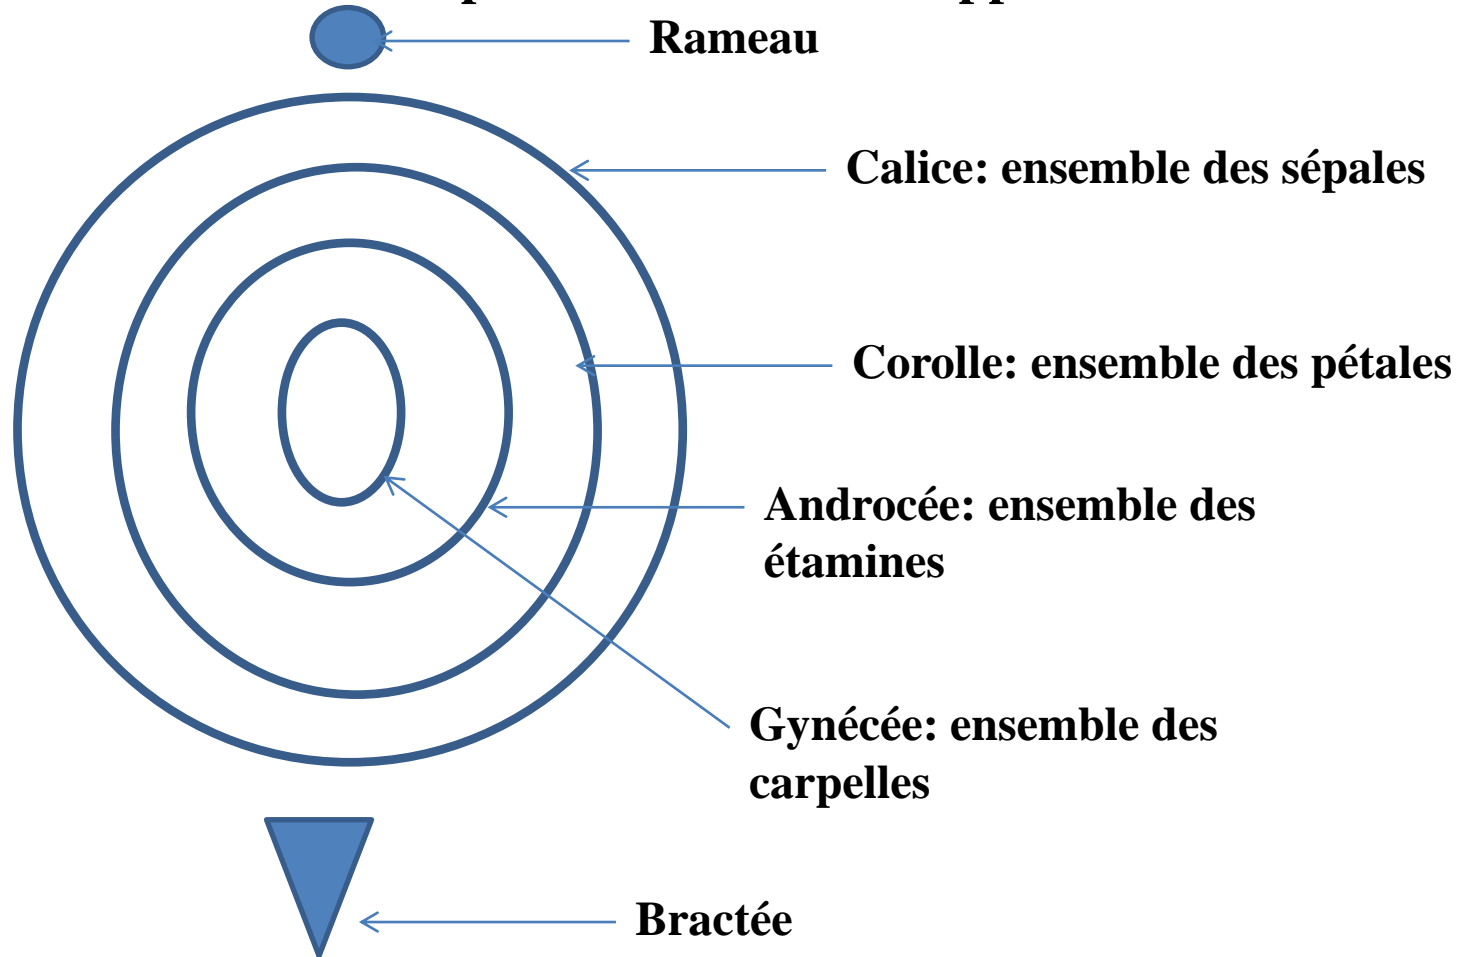 Rameau
Calice: ensemble des sépales
Corolle: ensemble des pétales
Androcée: ensemble des
étamines
Gynécée: ensemble des
carpelles
Bractée